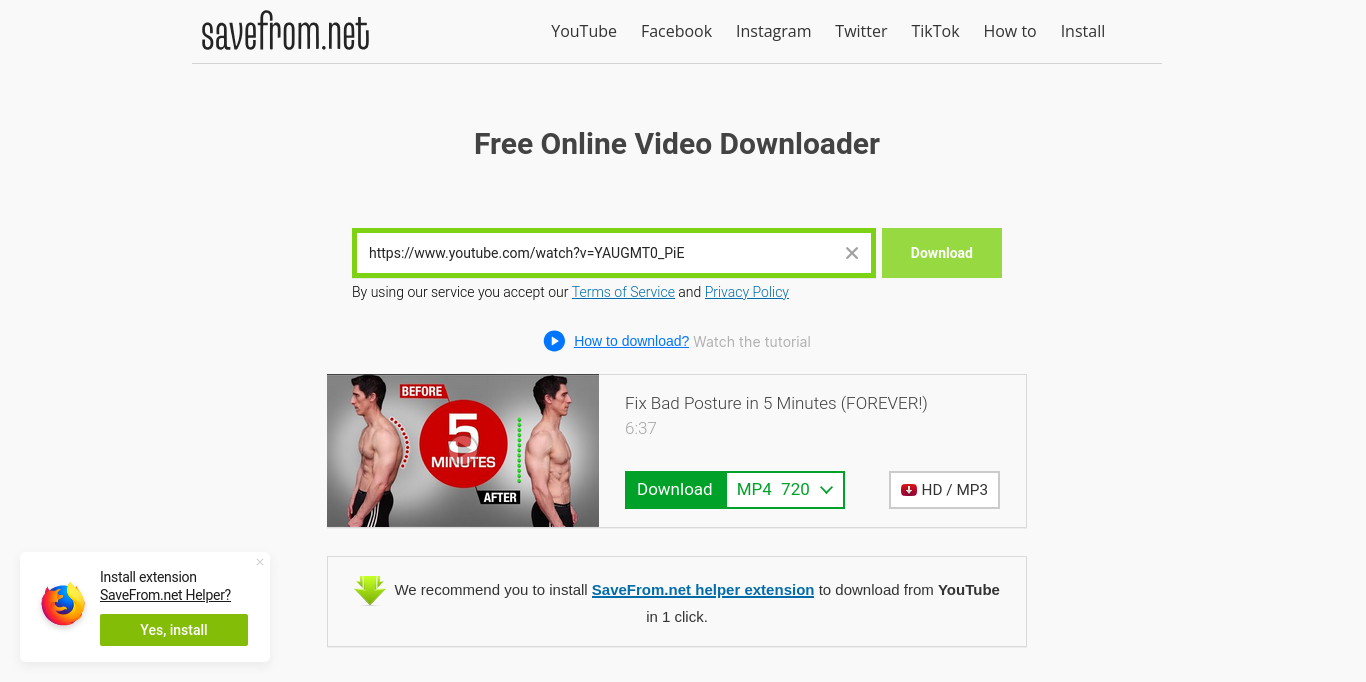 savefrom.net
YouTube Facebook Instagram Twitter TikTok How to Install
Free Online Video Downloader
https://www.youtube.com/watch?v=YAUGMT0_PiE
Download
By using our service you accept our Terms of Service and Privacy Policy
How to download? Watch the tutorial
BEFORE
5
MINUTES
AFTER
Fix Bad Posture in 5 Minutes (FOREVER!)
6:37
Download MP4 720
HD / MP3
We recommend you to install SaveFrom.net helper extension to download from YouTube
in 1 click.
Install extension
SaveFrom.net Helper?
Yes, install